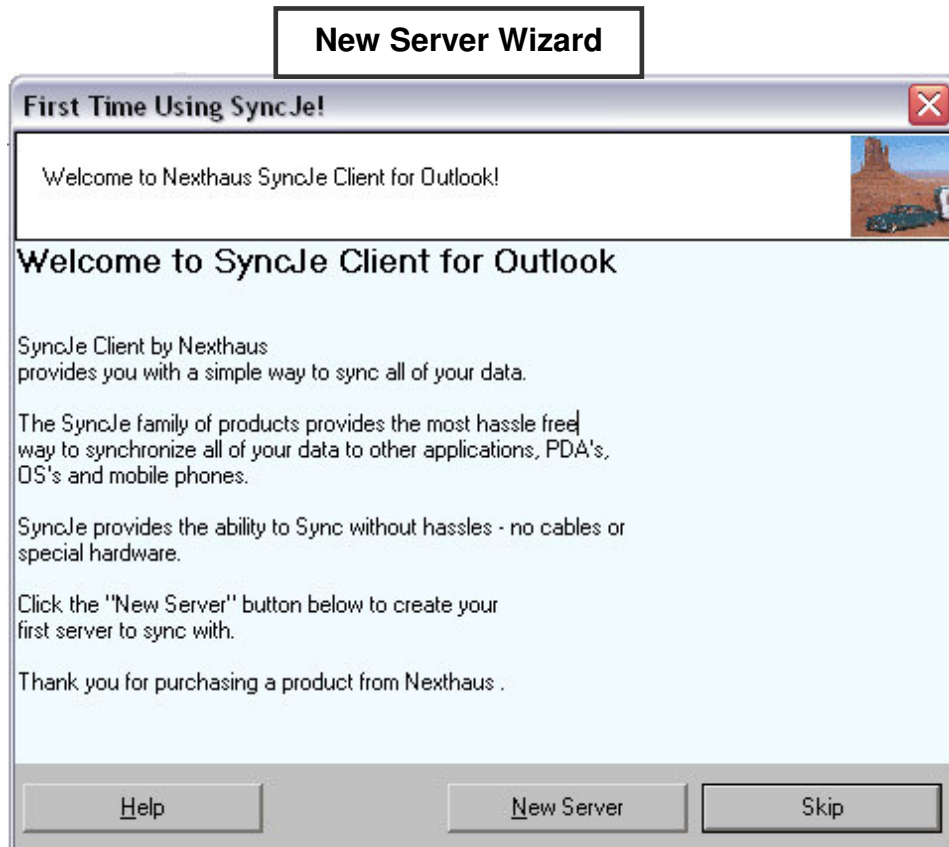 New Server Wizard
First Time Using SyncJe!
Welcome to Nexthaus SyncJe Client for Outlook!
Welcome to SyncJe Client for Outlook
SyncJe Client by Nexthaus
provides you with a simple way to sync all of your data.
The SyncJe family of products provides the most hassle free
way to synchronize all of your data to other applications, PDA's,
OS's and mobile phones.
SyncJe provides the ability to Sync without hassles - no cables or
special hardware.
Click the "New Server" button below to create your
first server to sync with.
Thank you for purchasing a product from Nexthaus .
Help
New Server
Skip